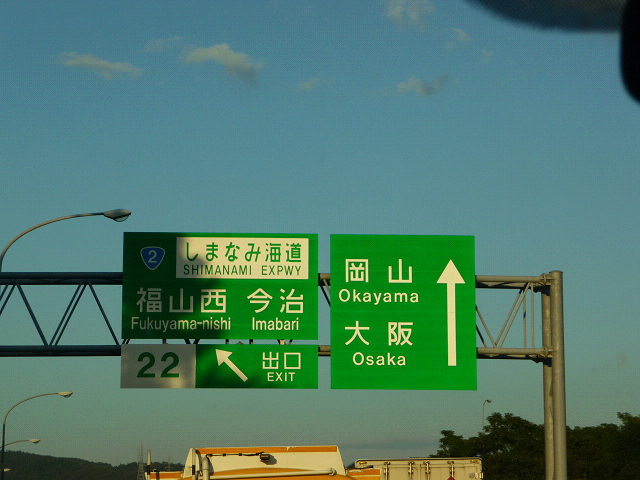 2
しまなみ海道
SHIMANAMI EXPWY
福山西 今治
Fukuyama-nishi Imabari
22
出口
EXIT
岡山
Okayama
大阪
Osaka